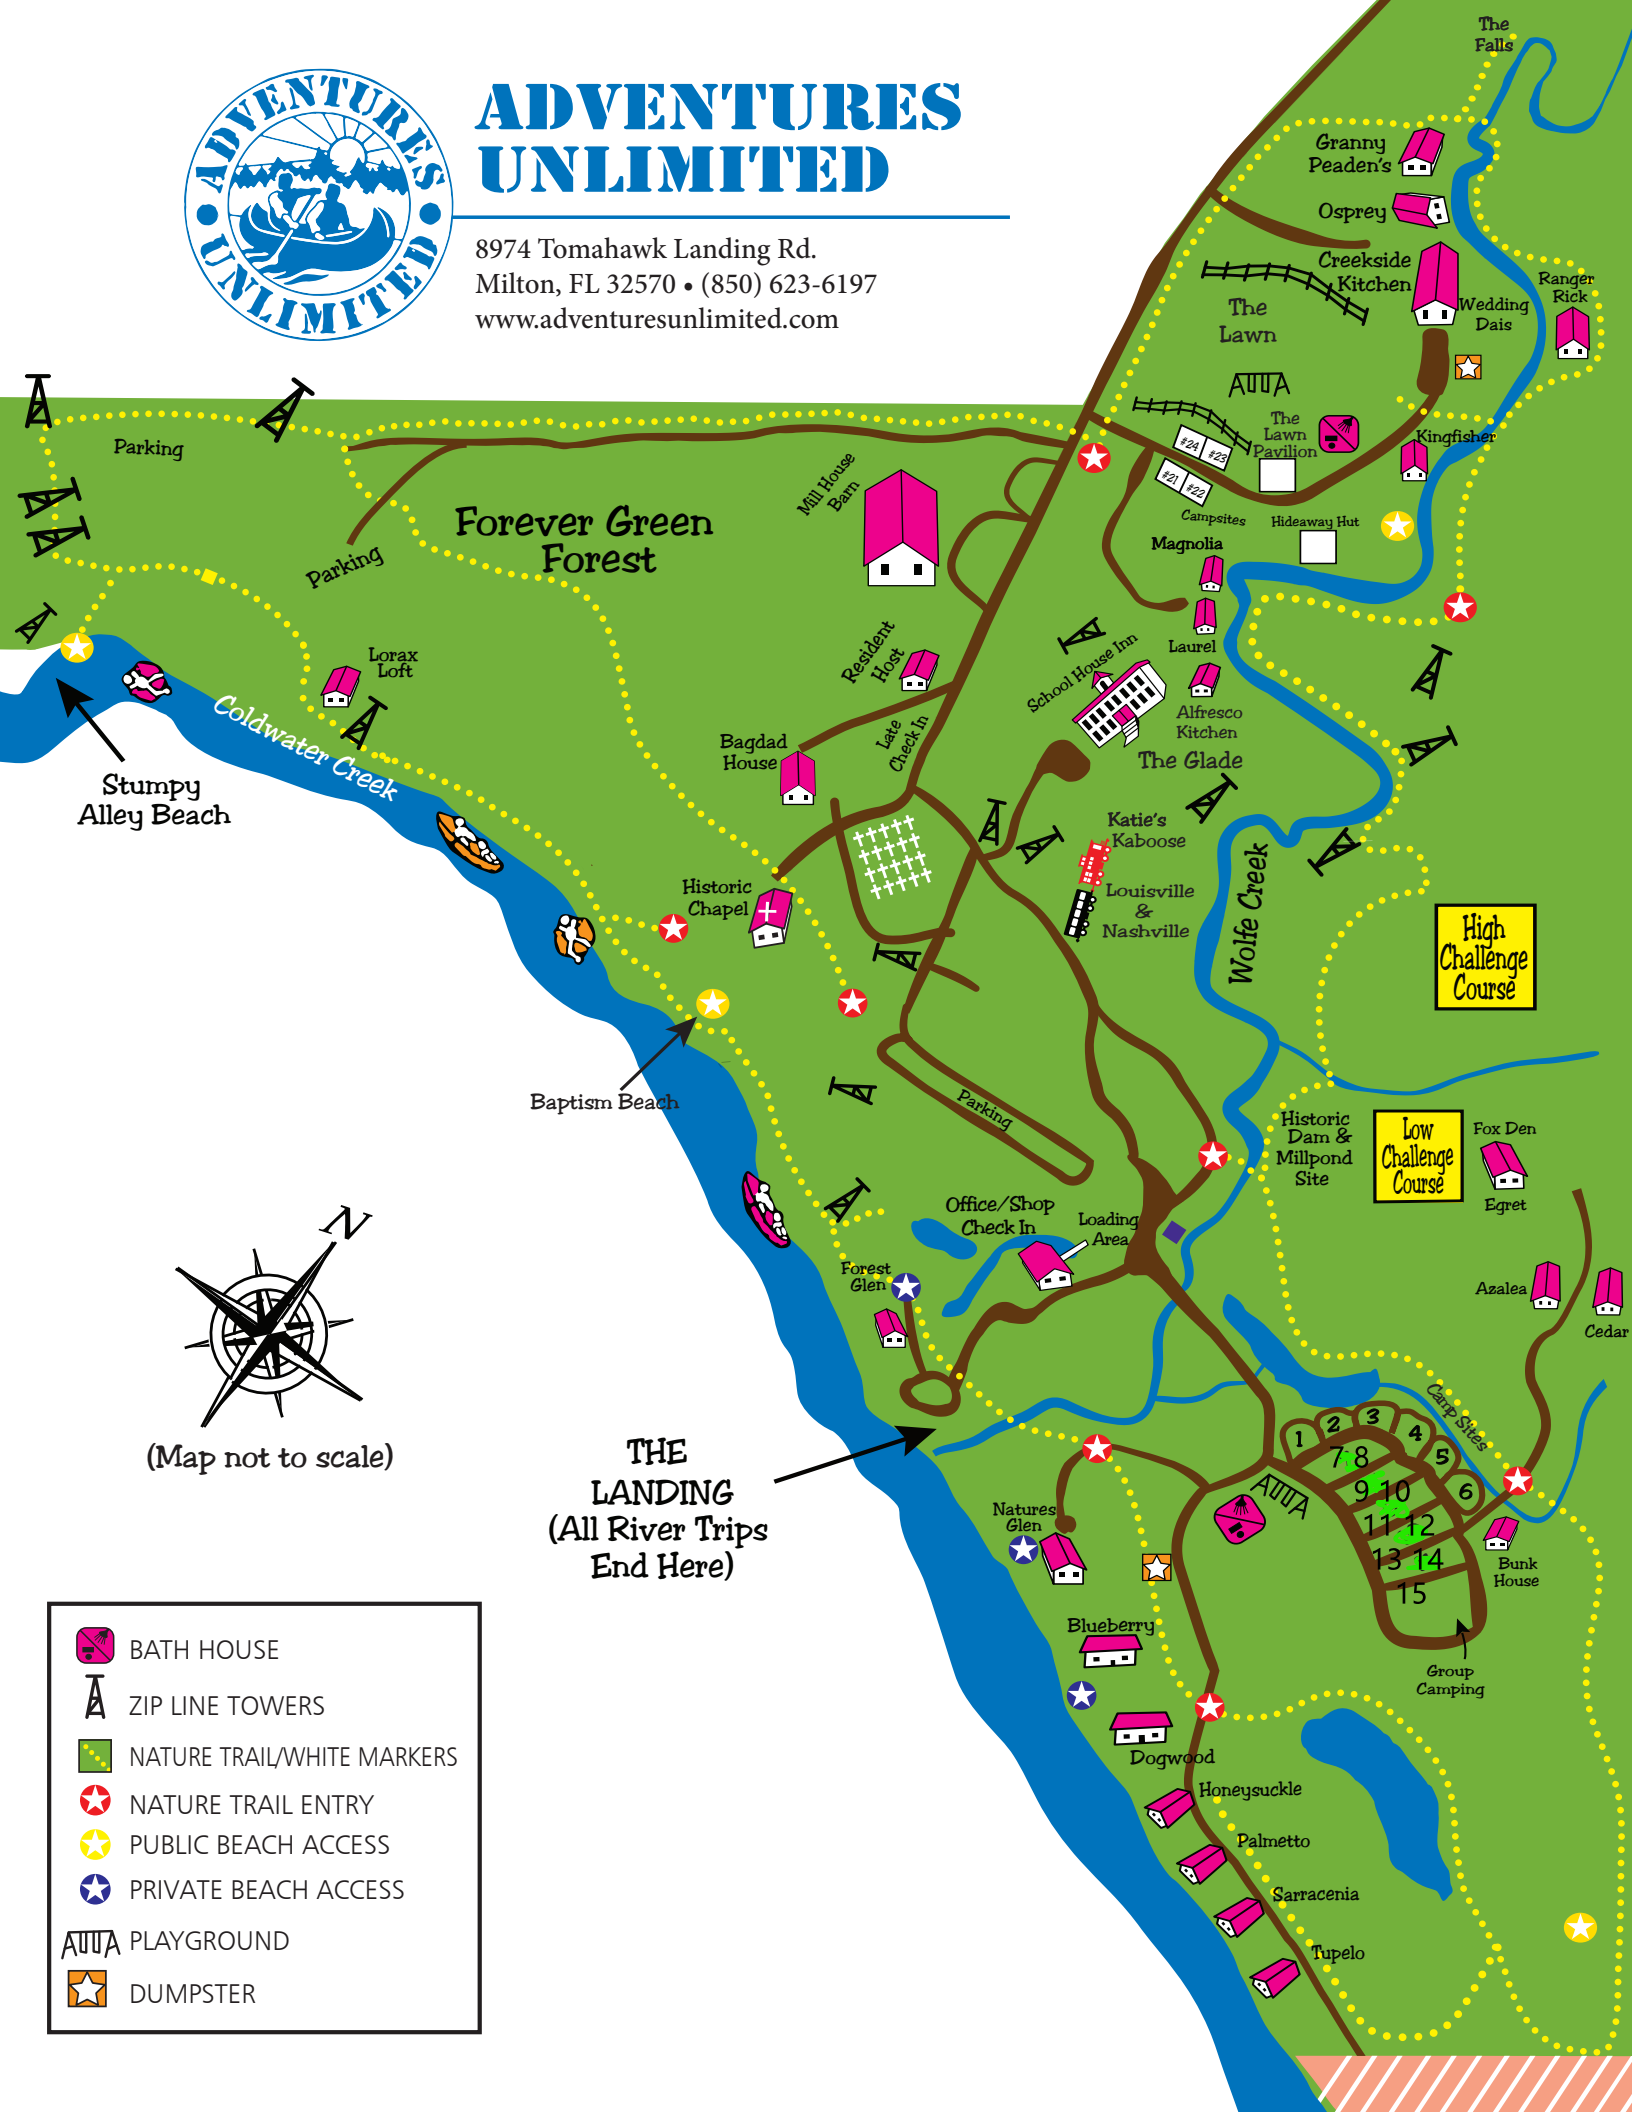 ADVENTURES
UNLIMITED
ADVENTURES
UNLIMITED
8974 Tomahawk Landing Rd.
Milton, FL 32570 • (850) 623-6197
www.adventuresunlimited.com
The
Falls
Granny
Peaden's
Osprey
Creekside
Kitchen
Wedding
Dais
Ranger
Rick
The
Lawn
The
Lawn
Pavilion
Kingfisher
#24
#23
#21
#22
Campsites
Hideaway Hut
Magnolia
Laurel
Alfresco
Kitchen
School House Inn
The Glade
Parking
Parking
Forever Green
Forest
Mill House
Barn
Resident
Host
Late
Check In
Bagdad
House
Lorax
Loft
Coldwater Creek
Stumpy
Alley Beach
Katie's
Kaboose
Louisville
&
Nashville
Wolfe Creek
Historic
Chapel
High
Challenge
Course
Baptism Beach
Parking
Historic
Dam &
Millpond
Site
Low
Challenge
Course
Fox Den
Egret
Office/Shop
Check In
Loading
Area
Forest
Glen
Azalea
Cedar
N
(Map not to scale)
THE
LANDING
(All River Trips
End Here)
Camp Sites
1
2
3
4
5
6
7 8
9 10
11 12
13 14
15
Natures
Glen
Bunk
House
Blueberry
Group
Camping
Dogwood
Honeysuckle
Palmetto
Sarracenia
Tupelo
BATH HOUSE
ZIP LINE TOWERS
NATURE TRAIL/WHITE MARKERS
NATURE TRAIL ENTRY
PUBLIC BEACH ACCESS
PRIVATE BEACH ACCESS
PLAYGROUND
DUMPSTER